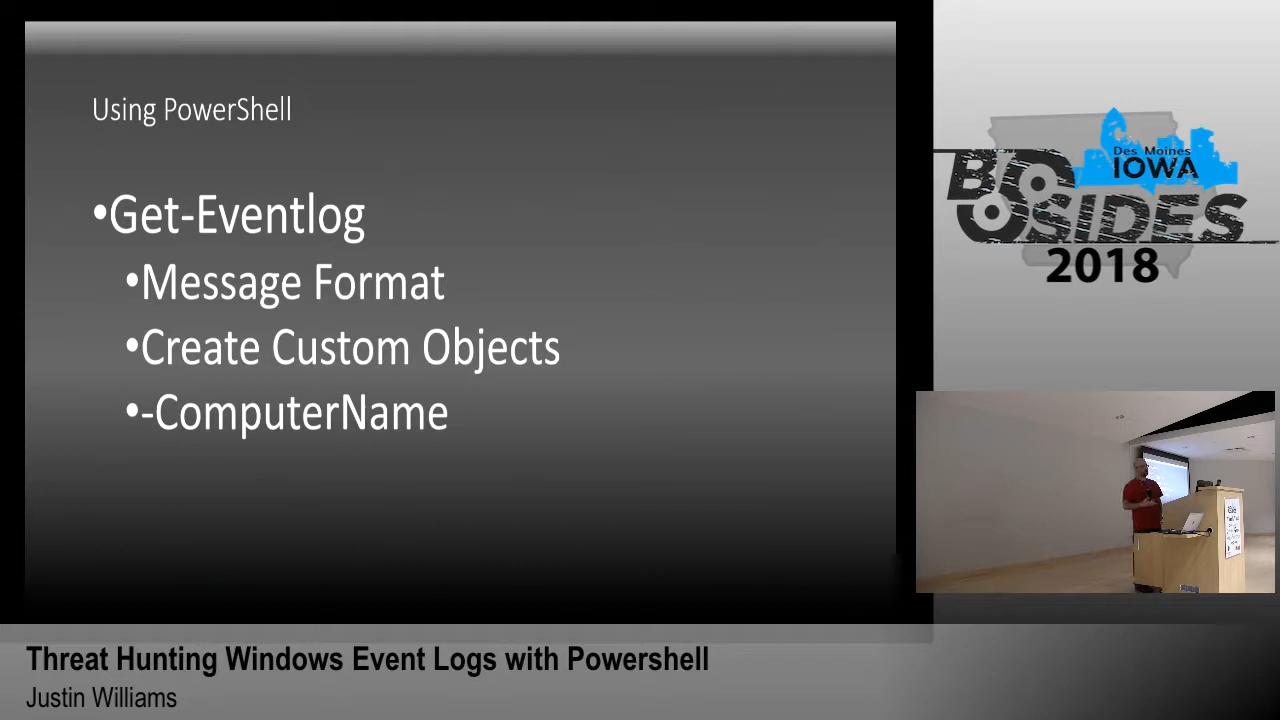 Using PowerShell
•Get-Eventlog
•Message Format
•Create Custom Objects
•-ComputerName
Des Moines
IOWA
BSIDES
2018
Threat Hunting Windows Event Logs with Powershell
Justin Williams